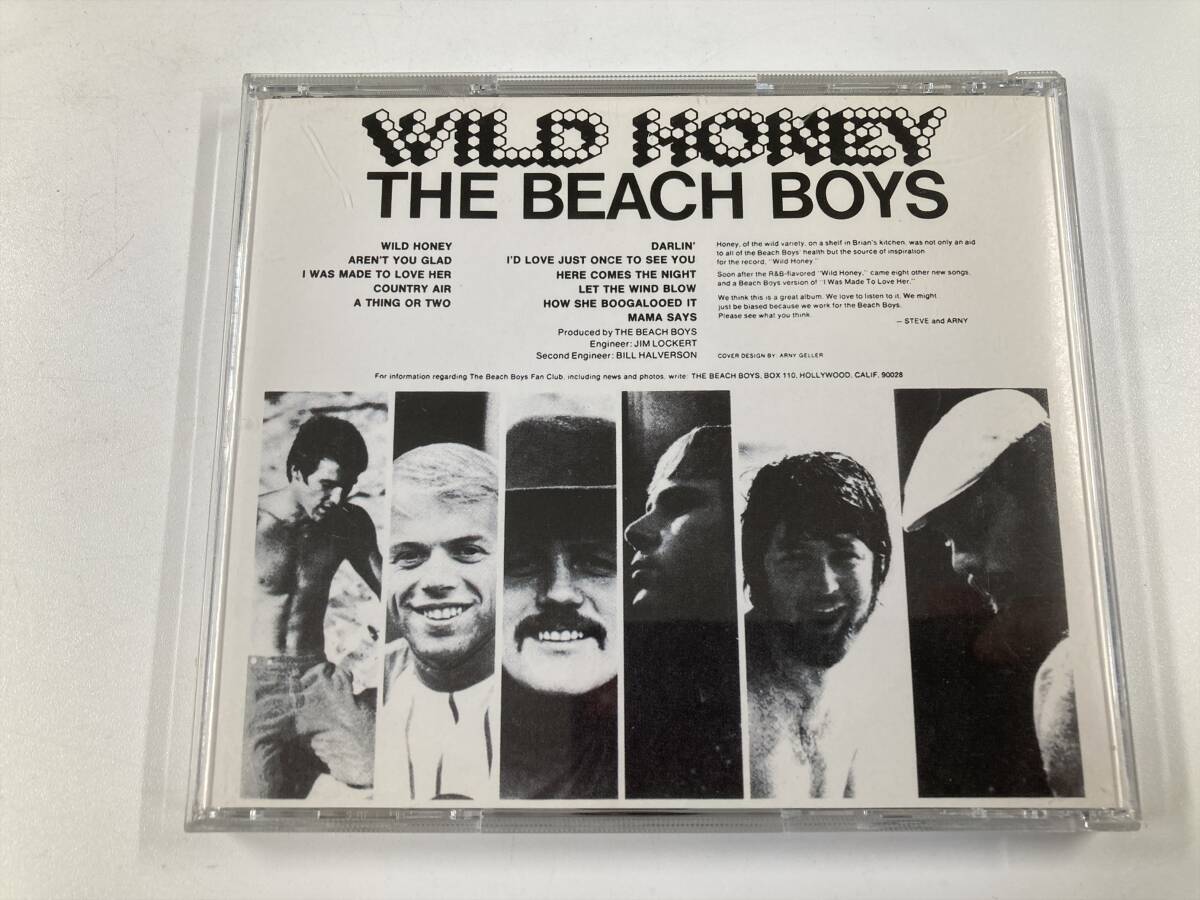 WILD HONEY
THE BEACH BOYS
WILD HONEY
AREN'T YOU GLAD
I WAS MADE TO LOVE HER
COUNTRY AIR
A THING OR TWO
DARLIN'
I'D LOVE JUST ONCE TO SEE YOU
HERE COMES THE NIGHT
LET THE WIND BLOW
HOW SHE BOOGALOOED IT
MAMA SAYS
Produced by THE BEACH BOYS
Engineer: JIM LOCKERT
Second Engineer: BILL HALVERSON
Honey, of the wild variety, on a shelf in Brian's kitchen, was not only an aid
to all of the Beach Boys' health but the source of inspiration
for the record, "Wild Honey."
Soon after the R&B-flavored "Wild Honey," came eight other new songs,
and a Beach Boys version of "I Was Made To Love Her."
We think this is a great album. We love to listen to it. We might
just be biased because we work for the Beach Boys.
Please see what you think.
— STEVE and ARNY
COVER DESIGN BY: ARNY GELLER
For information regarding The Beach Boys Fan Club, including news and photos, write: THE BEACH BOYS, BOX 110, HOLLYWOOD, CALIF. 90028